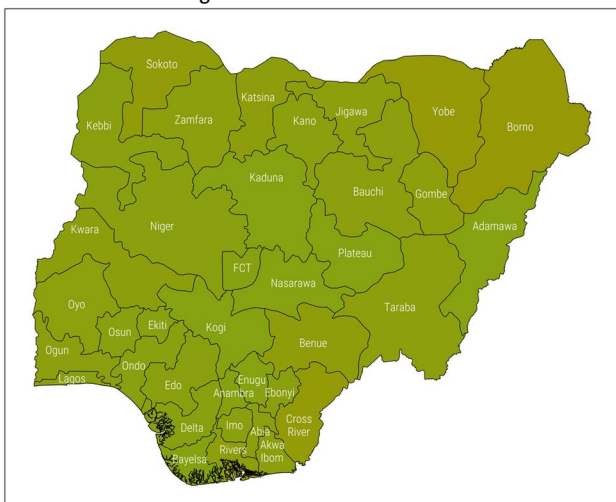 Sokoto
Katsina
Jigawa
Yobe
Borno
Kebbi
Zamfara
Kano
Kaduna
Bauchi
Gombe
Adamawa
Kwara
Niger
FCT
Plateau
Nasarawa
Taraba
Oyo
Osun
Ekiti
Kogi
Benue
Ogun
Ondo
Lagos
Edo
Enugu
Anambra
Ebonyi
Delta
Imo
Abia
Cross
River
Bayelsa
Rivers
Akwa
Ibom